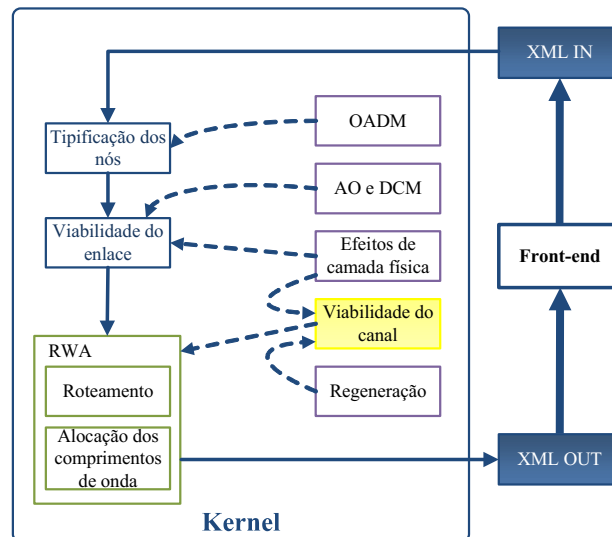 XML IN
OADM
Tipificação dos
nós
AO e DCM
Viabilidade do
enlace
Efeitos de
camada física
Front-end
Viabilidade do
canal
RWA
Roteamento
Regeneração
Alocação dos
comprimentos
de onda
XML OUT
Kernel